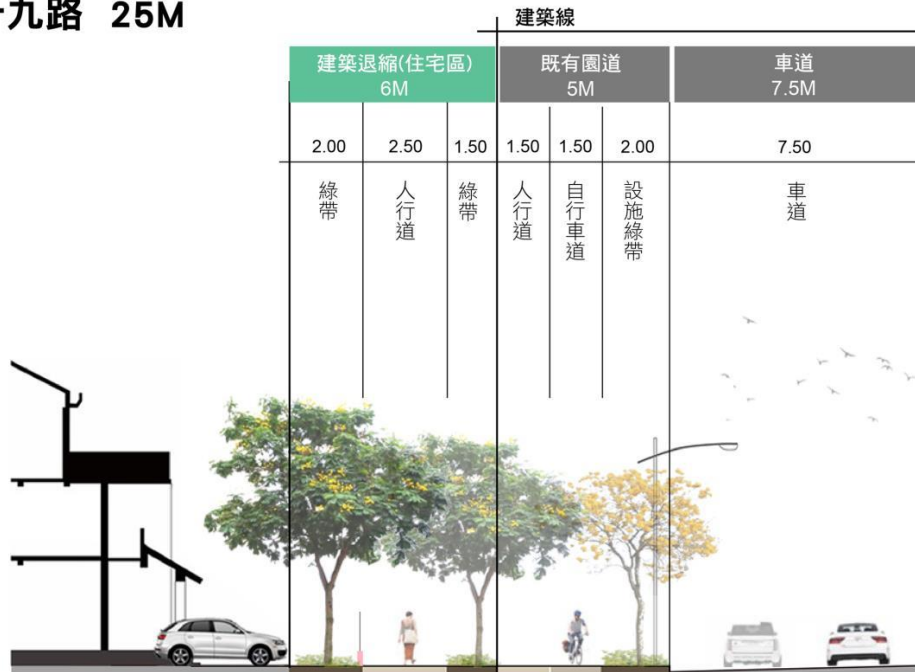 九路 25M
建築線
建築退縮(住宅區)
6M
既有園道
5M
車道
7.5M
2.00
2.50
1.50
1.50
1.50
2.00
7.50
綠帶
人行道
綠帶
人行道
自行車道
設施綠帶
車道